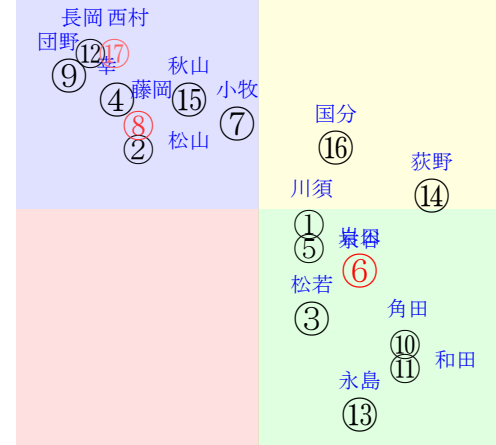 長岡 西村
団野 ⑫ ⑰
⑨ 幸 秋山
④ 藤岡 ⑮ 小牧
⑧ ⑦
② 松山
国分
⑯ 荻野
⑭
川須
①
⑤
⑥
松若
③ 角田
⑩
⑪ 和田
永島
⑬